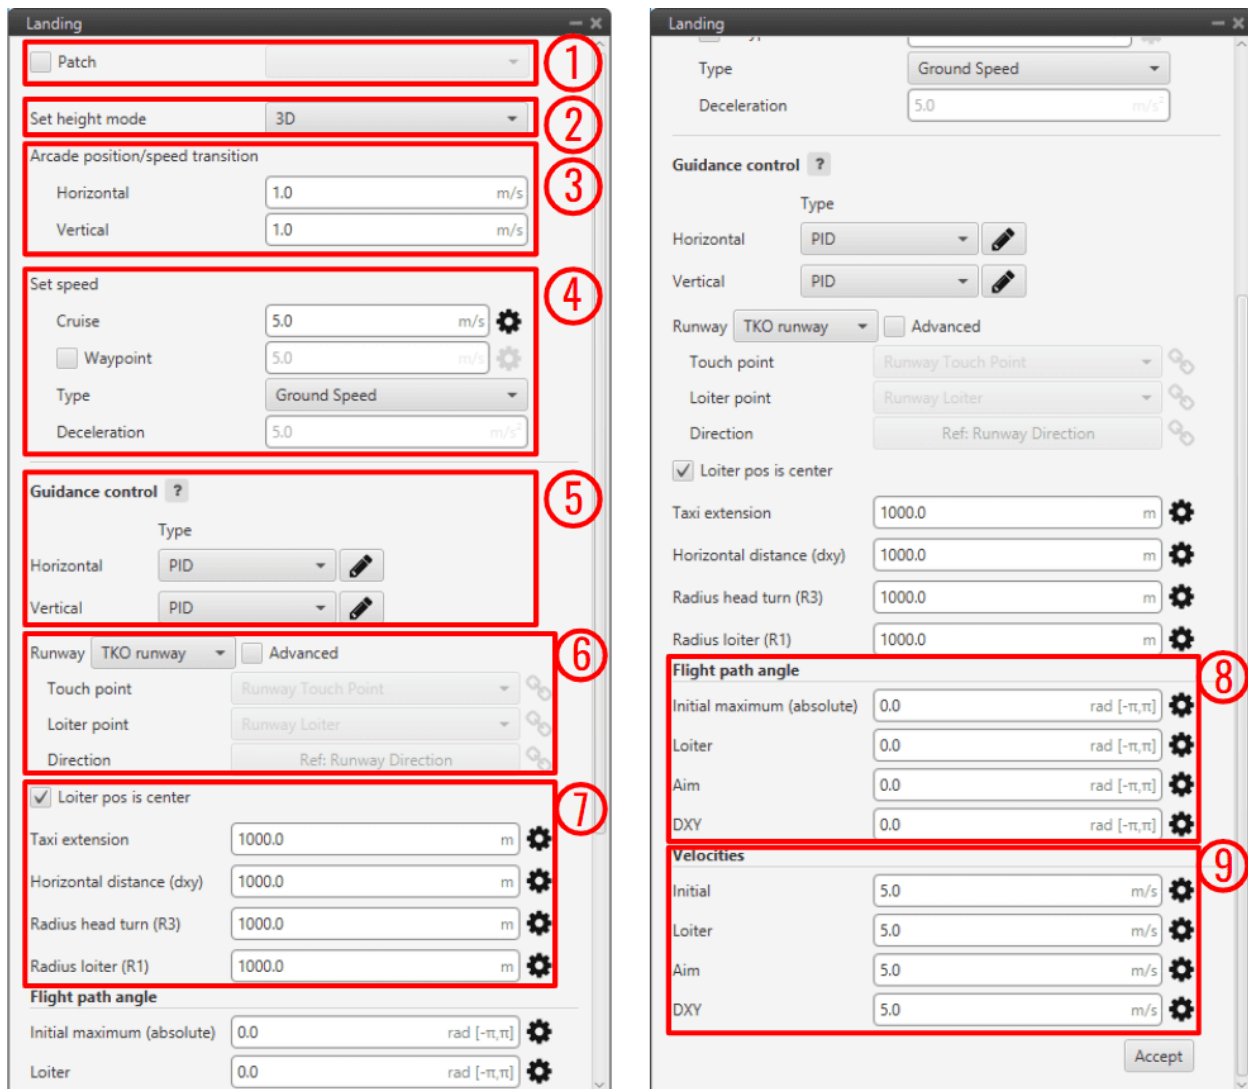 Landing
Patch
1
Set height mode 3D
2
Arcade position/speed transition
3
Horizontal 1.0 m/s
Vertical 1.0 m/s
Set speed
4
Cruise 5.0 m/s
Waypoint 5.0 m/s
Type Ground Speed
Deceleration 5.0 m/s²
Guidance control ?
5
Type
Horizontal PID
Vertical PID
Runway TKO runway Advanced
6
Touch point Runway Touch Point
Loiter point Runway Loiter
Direction Ref: Runway Direction
Loiter pos is center
7
Taxi extension 1000.0 m
Horizontal distance (dxy) 1000.0 m
Radius head turn (R3) 1000.0 m
Radius loiter (R1) 1000.0 m
Flight path angle
Initial maximum (absolute) 0.0 rad [-π,π]
Loiter 0.0 rad [-π,π]
Landing
Type Ground Speed
Deceleration 5.0 m/s²
Guidance control ?
Type
Horizontal PID
Vertical PID
Runway TKO runway Advanced
Touch point Runway Touch Point
Loiter point Runway Loiter
Direction Ref: Runway Direction
Loiter pos is center
Taxi extension 1000.0 m
Horizontal distance (dxy) 1000.0 m
Radius head turn (R3) 1000.0 m
Radius loiter (R1) 1000.0 m
Flight path angle
8
Initial maximum (absolute) 0.0 rad [-π,π]
Loiter 0.0 rad [-π,π]
Aim 0.0 rad [-π,π]
DXY 0.0 rad [-π,π]
Velocities
9
Initial 5.0 m/s
Loiter 5.0 m/s
Aim 5.0 m/s
DXY 5.0 m/s
Accept